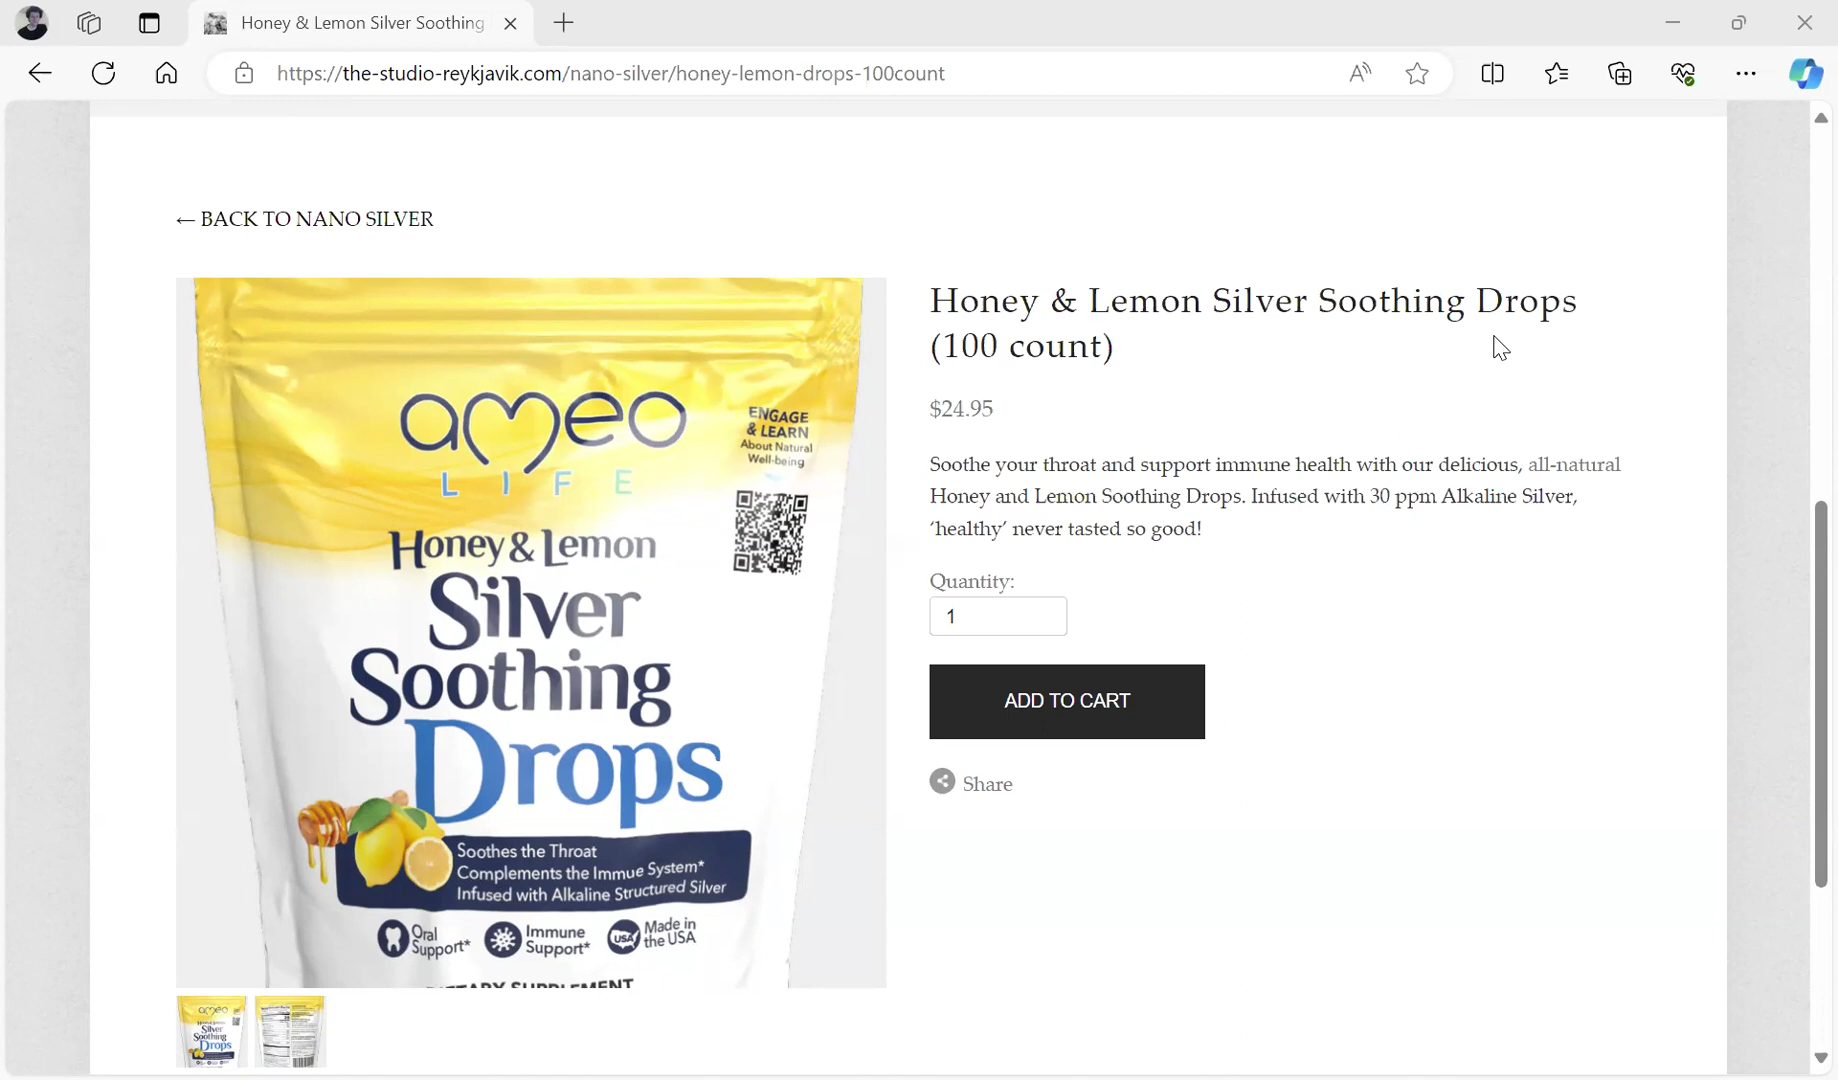 Honey & Lemon Silver Soothing
https://the-studio-reykjavik.com/nano-silver/honey-lemon-drops-100count
← BACK TO NANO SILVER
ameo
LIFE
ENGAGE
& LEARN
About Natural
Well-being
Honey & Lemon
Silver
Soothing
Drops
Soothes the Throat
Complements the Immue System*
Infused with Alkaline Structured Silver
Oral
Support*
Immune
Support*
USA
Made in
the USA
Honey & Lemon Silver Soothing Drops
(100 count)
$24.95
Soothe your throat and support immune health with our delicious, all-natural
Honey and Lemon Soothing Drops. Infused with 30 ppm Alkaline Silver,
‘healthy’ never tasted so good!
Quantity:
1
ADD TO CART
Share
ameo
Silver
Soothing
Drops